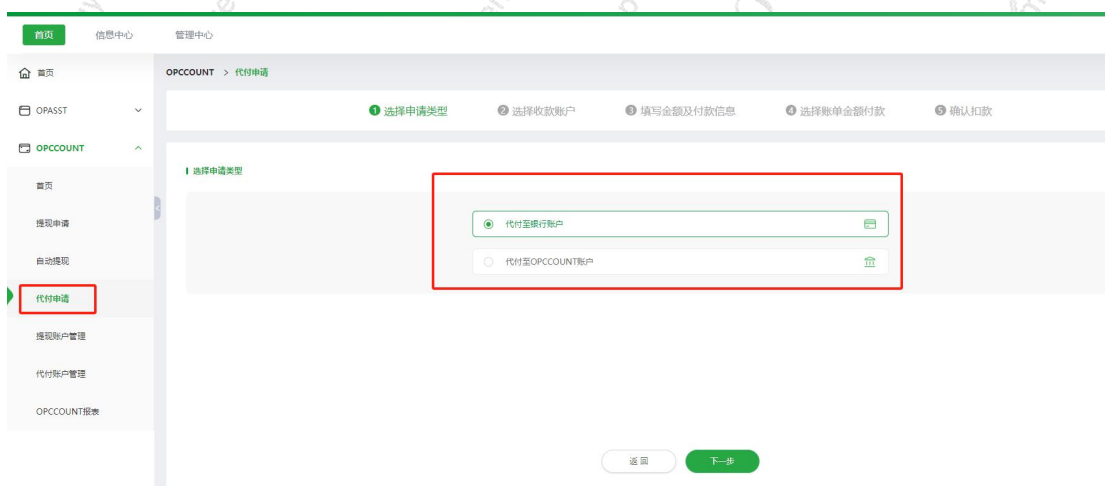 首页 信息中心 管理中心
首页
OPASST
OPCCOUNT
首页
提现申请
自动提现
代付申请
提现账户管理
代付账户管理
OPCCOUNT报表
OPCCOUNT > 代付申请
1 选择申请类型 2 选择收款账户 3 填写金额及付款信息 4 选择账单金额付款 5 确认扣款
选择申请类型
代付至银行账户
代付至OPCCOUNT账户
返回 下一步